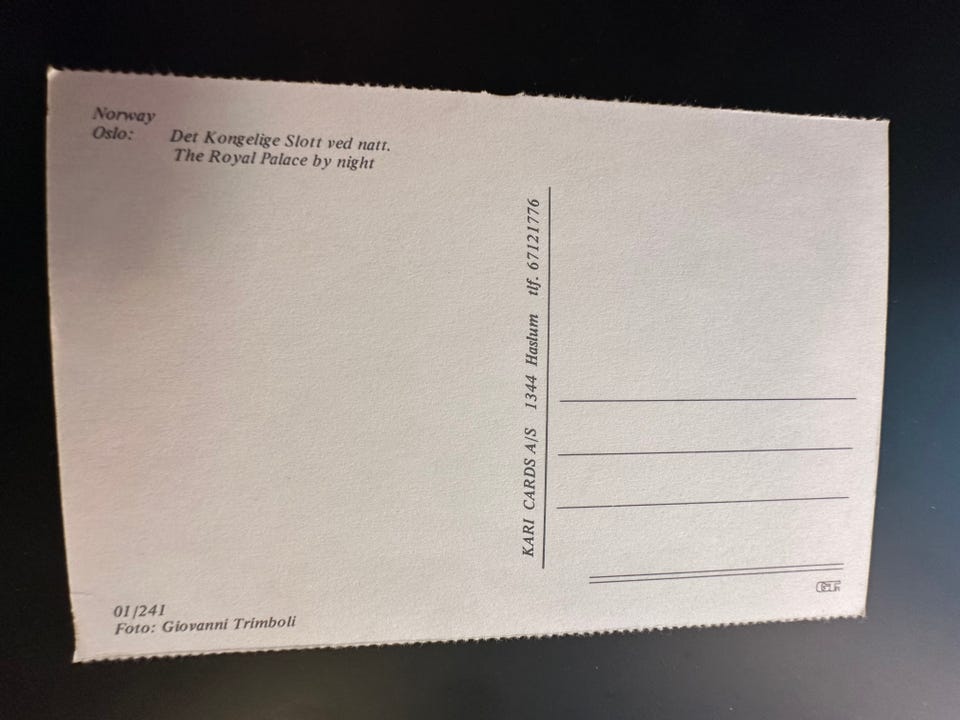 Norway
Oslo: Det Kongelige Slott ved natt.
The Royal Palace by night
KARI CARDS A/S 1344 Haslum tlf. 67121776
01/241
Foto: Giovanni Trimboli